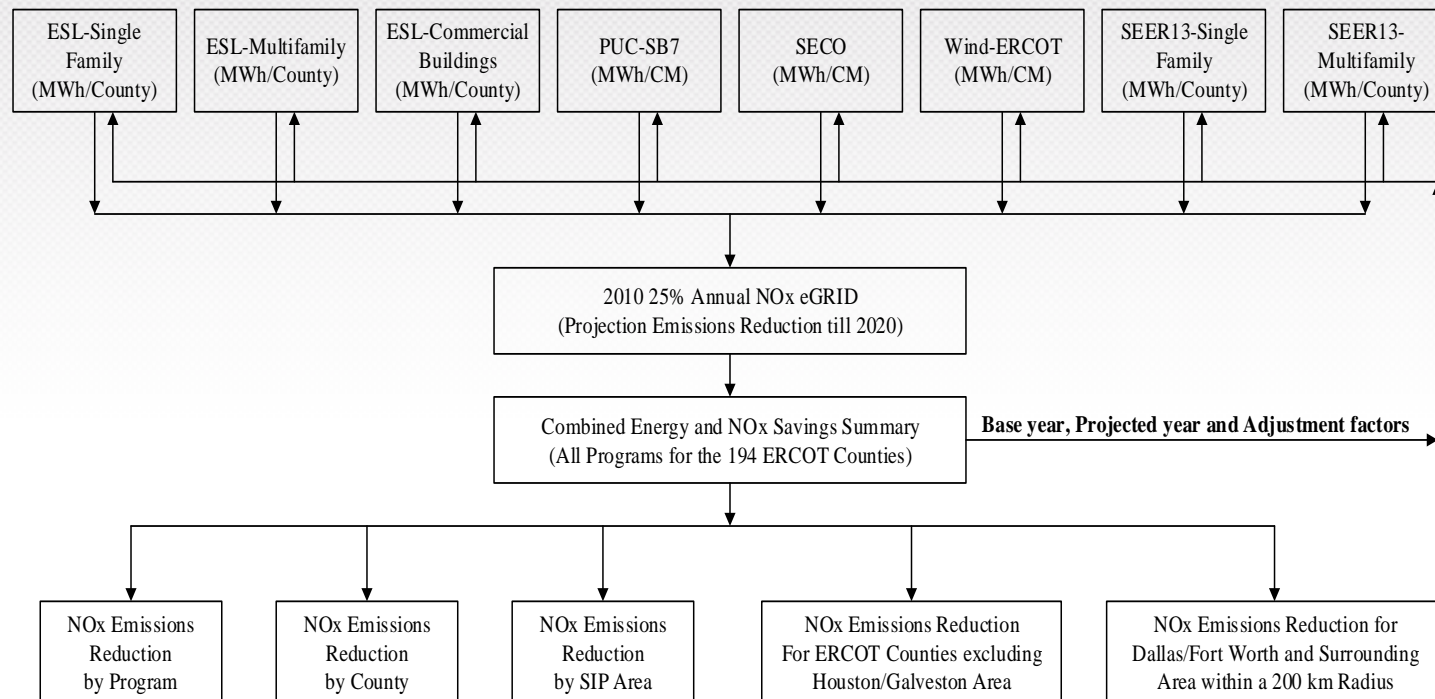 ESL-Single
Family
(MWh/County)
ESL-Multifamily
(MWh/County)
ESL-Commercial
Buildings
(MWh/County)
PUC-SB7
(MWh/CM)
SECO
(MWh/CM)
Wind-ERCOT
(MWh/CM)
SEER13-Single
Family
(MWh/County)
SEER13-
Multifamily
(MWh/County)
2010 25% Annual NOx eGRID
(Projection Emissions Reduction till 2020)
Combined Energy and NOx Savings Summary
(All Programs for the 194 ERCOT Counties)
Base year, Projected year and Adjustment factors
NOx Emissions
Reduction
by Program
NOx Emissions
Reduction
by County
NOx Emissions
Reduction
by SIP Area
NOx Emissions Reduction
For ERCOT Counties excluding
Houston/Galveston Area
NOx Emissions Reduction for
Dallas/Fort Worth and Surrounding
Area within a 200 km Radius